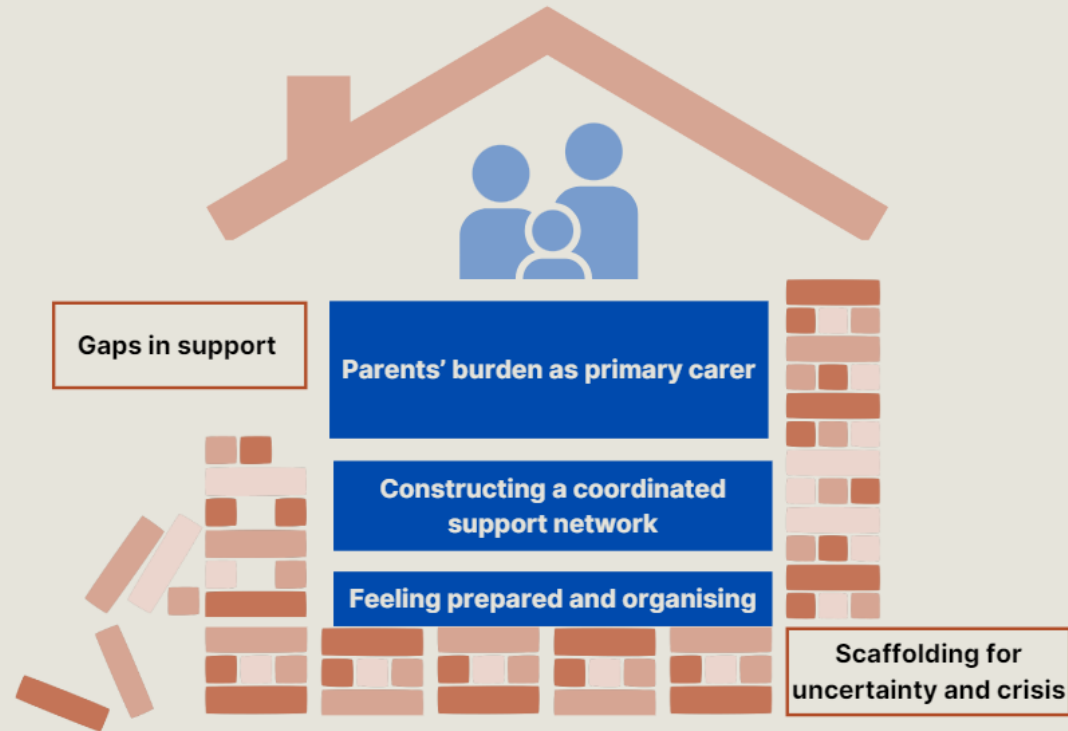 Gaps in support
Parents’ burden as primary carer
Constructing a coordinated
support network
Feeling prepared and organising
Scaffolding for
uncertainty and crisis